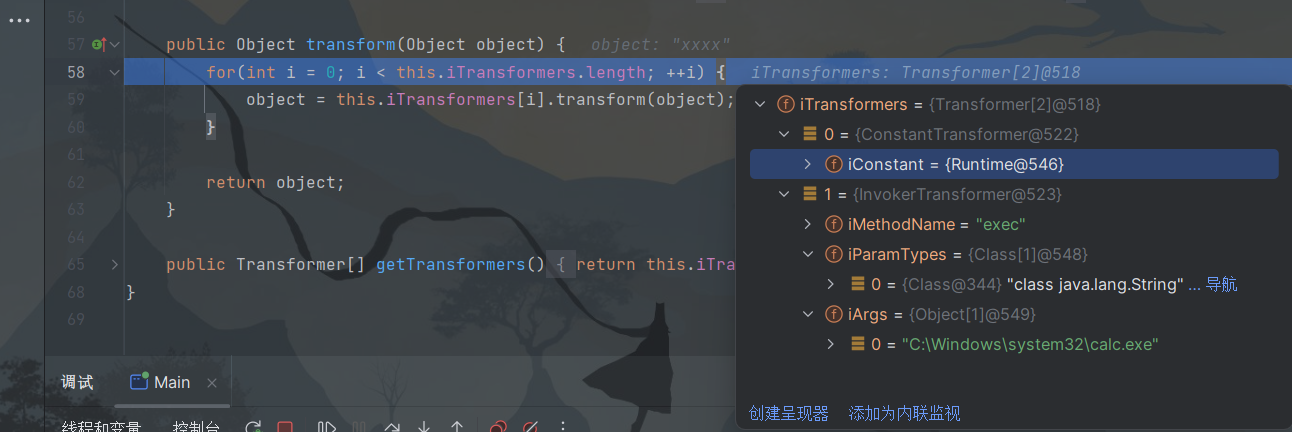 56
57 public Object transform(Object object) { object: "xxxx"
58 for(int i = 0; i < this.iTransformers.length; ++i) { iTransformers: Transformer[2]@518
59 object = this.iTransformers[i].transform(object);
60 }
61
62 return object;
63 }
64
65 public Transformer[] getTransformers() { return this.iTra
68 }
69
iTransformers = {Transformer[2]@518}
0 = {ConstantTransformer@522}
iConstant = {Runtime@546}
1 = {InvokerTransformer@523}
iMethodName = "exec"
iParamTypes = {Class[1]@548}
0 = {Class@344} "class java.lang.String" ... 导航
iArgs = {Object[1]@549}
0 = "C:\Windows\system32\calc.exe"
创建呈现器 添加为内联监视
调试 Main
线程和变量 控制台